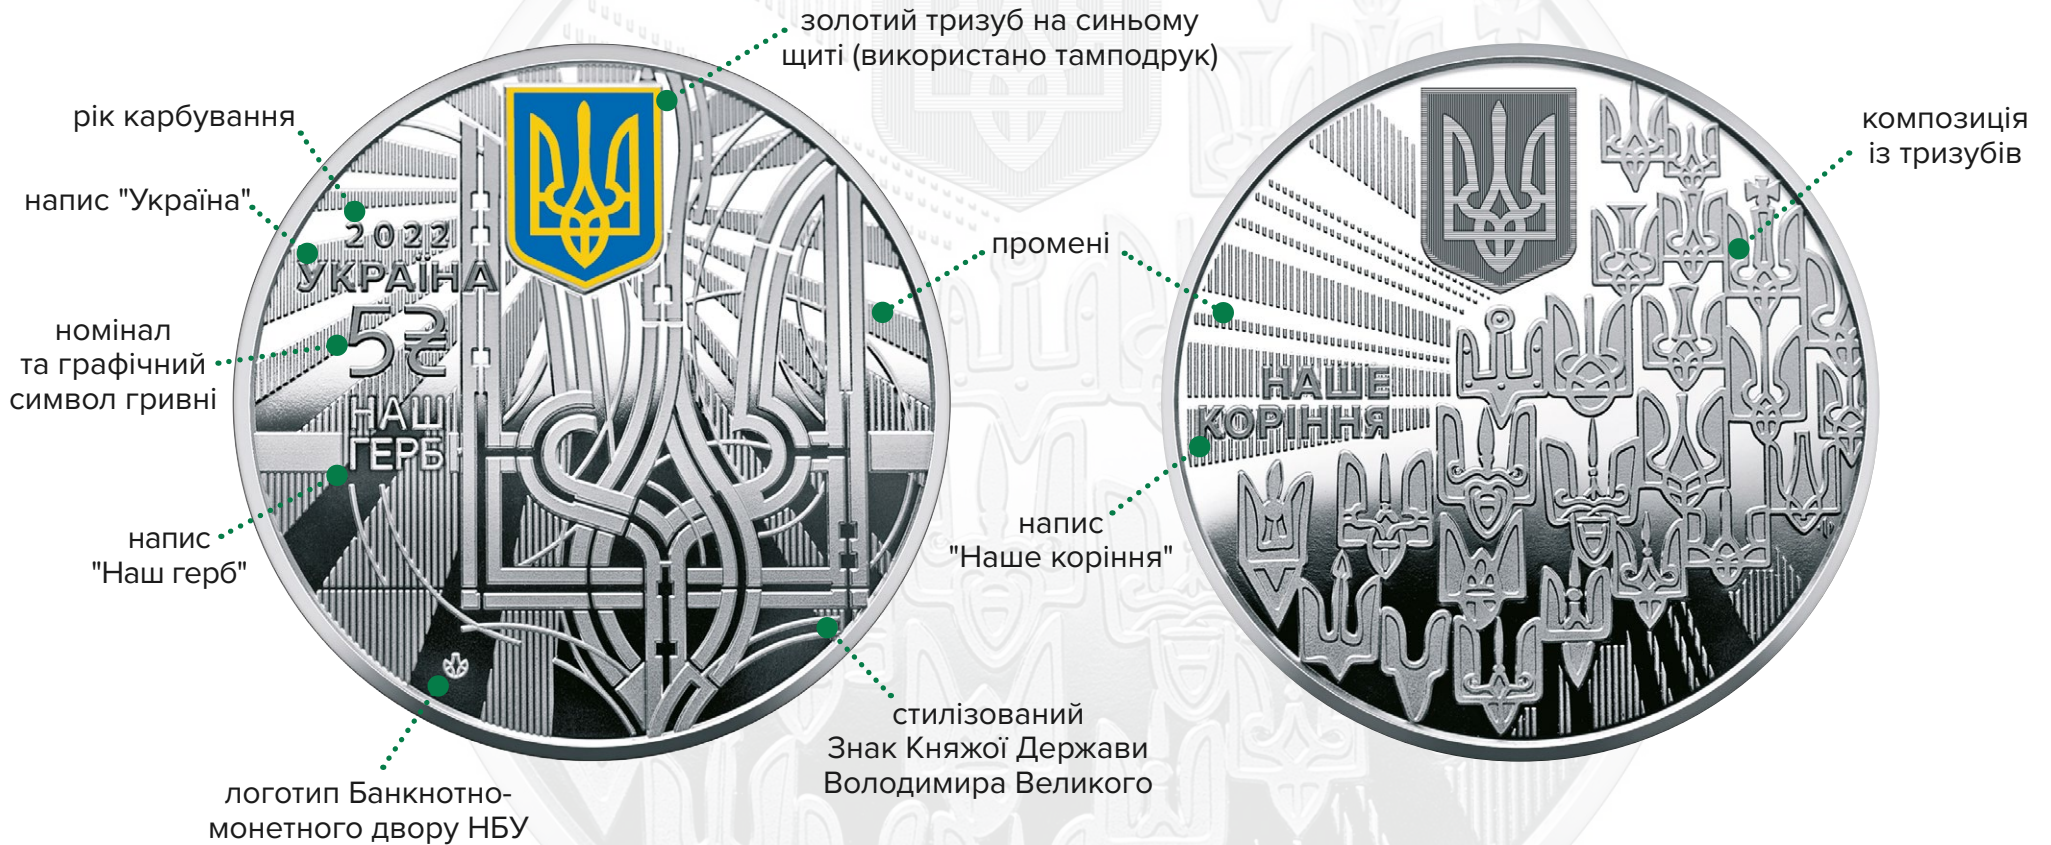 золотий тризуб на синьому
щиті (використано тамподрук)
рік карбування
напис "Україна"
номінал
та графічний
символ гривні
напис
"Наш герб"
логотип Банкнотно-
монетного двору НБУ
2022
УКРАЇНА
5₴
НАШ
ГЕРБ
промені
напис
"Наше коріння"
стилізований
Знак Княжої Держави
Володимира Великого
НАШЕ
КОРІННЯ
композиція
із тризубів